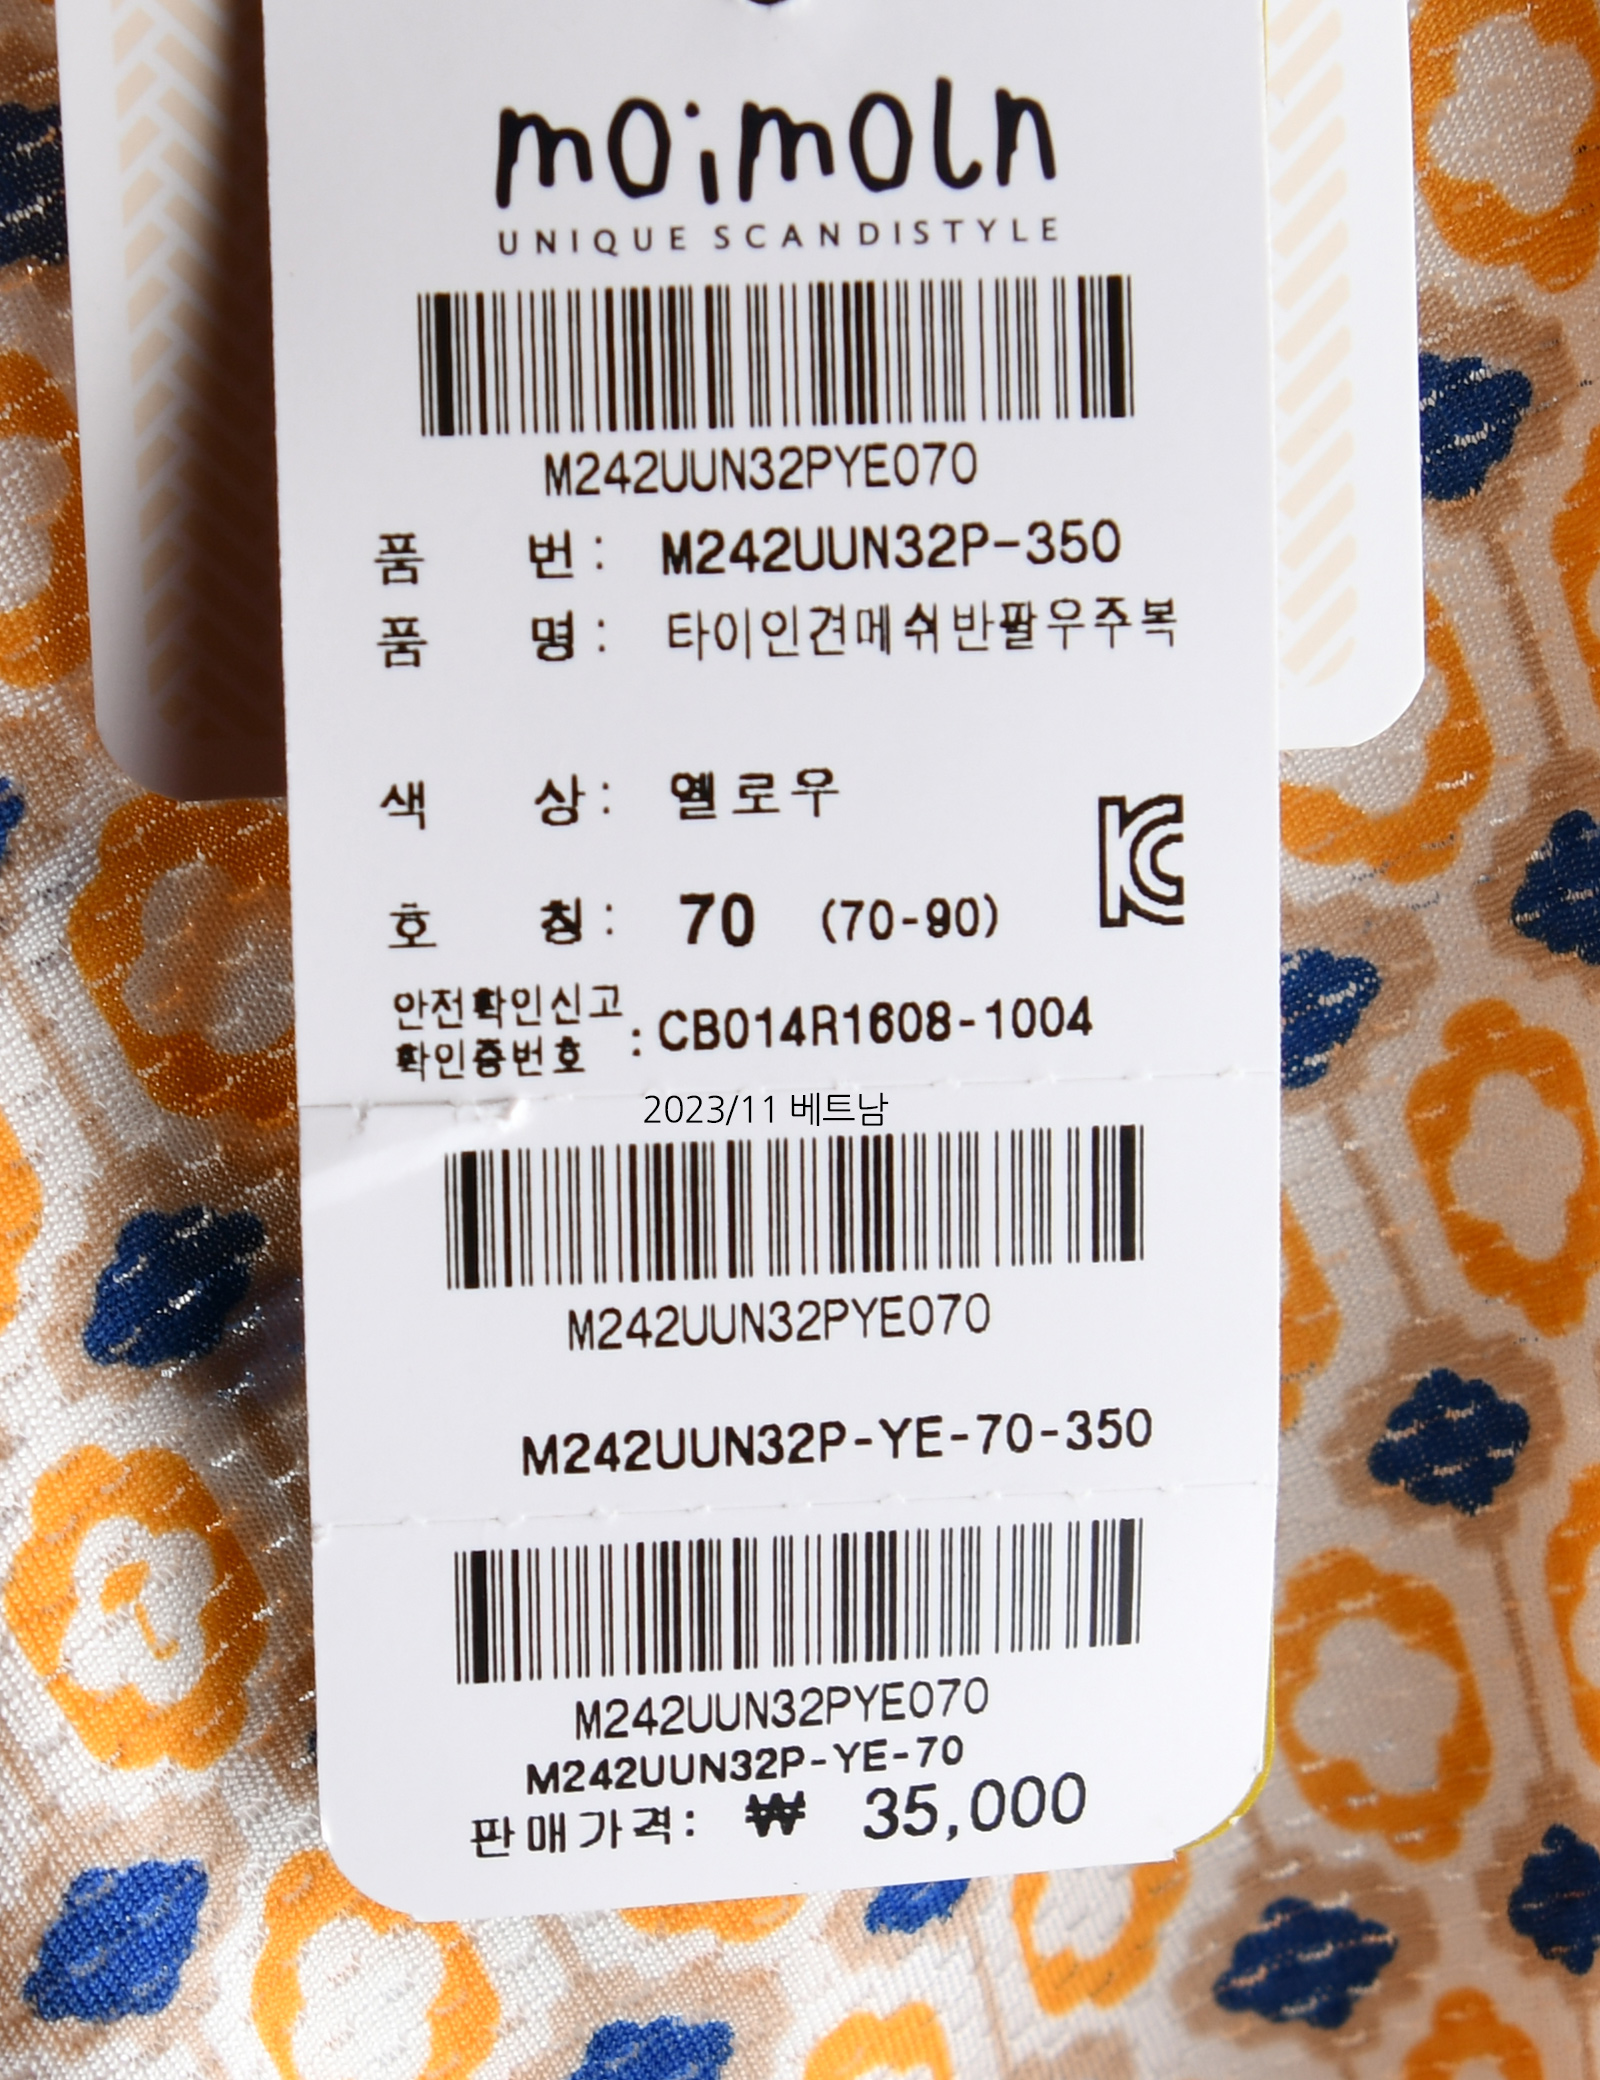 moimoln
UNIQUE SCANDISTYLE
M242UUN32PYE070
품 번 : M242UUN32P-350
품 명 : 타이인견메쉬반팔우주복
색 상 : 옐로우
호 칭 : 70 (70-90)
안전확인신고
확인증번호 : CB014R1608-1004
2023/11 베트남
M242UUN32PYE070
M242UUN32P-YE-70-350
M242UUN32PYE070
M242UUN32P-YE-70
판매가격: ₩ 35,000